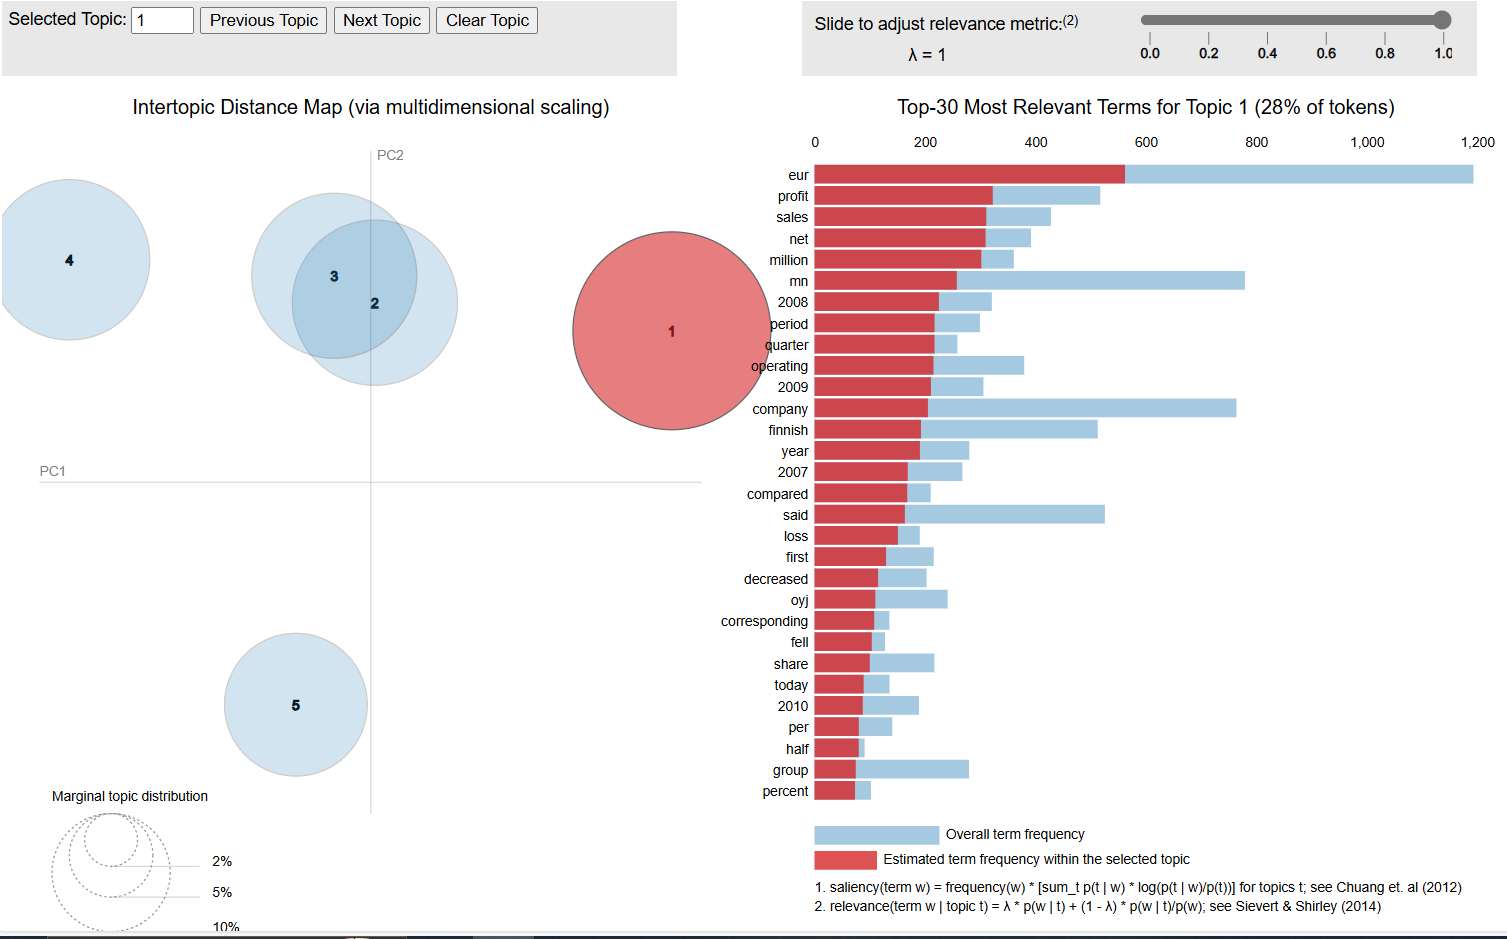 Selected Topic: 1 Previous Topic Next Topic Clear Topic
Slide to adjust relevance metric:(2)
λ = 1
0.0 0.2 0.4 0.6 0.8 1.0
Intertopic Distance Map (via multidimensional scaling)
PC2
PC1
4
3
2
1
5
Marginal topic distribution
2%
5%
10%
Top-30 Most Relevant Terms for Topic 1 (28% of tokens)
0 200 400 600 800 1,000 1,200
eur
profit
sales
net
million
mn
2008
period
quarter
operating
2009
company
finnish
year
2007
compared
said
loss
first
decreased
oyj
corresponding
fell
share
today
2010
per
half
group
percent
Overall term frequency
Estimated term frequency within the selected topic
1. saliency(term w) = frequency(w) * [sum_t p(t | w) * log(p(t | w)/p(t))] for topics t; see Chuang et. al (2012)
2. relevance(term w | topic t) = λ * p(w | t) + (1 - λ) * p(w | t)/p(w); see Sievert & Shirley (2014)